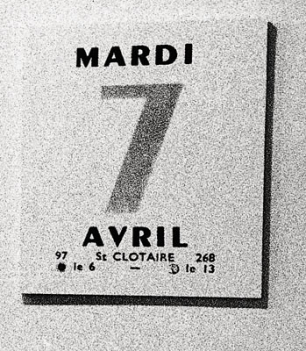 MARDI
7
AVRIL
97 St CLOTAIRE 268
le 6 — le 13